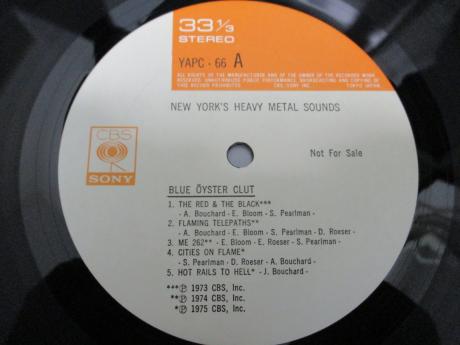 33 1/3
STEREO
YAPC - 66 A
ALL RIGHTS OF THE MANUFACTURER AND OF THE OWNER OF THE RECORDED WORK
RESERVED. UNAUTHORIZED PUBLIC PERFORMANCE, BROADCASTING AND COPYING OF
THIS RECORD PROHIBITED. CBS/SONY INC. TOKYO JAPAN.
NEW YORK'S HEAVY METAL SOUNDS
CBS
SONY
Not For Sale
BLUE ÖYSTER CLUT
1. THE RED & THE BLACK***
- A. Bouchard - E. Bloom - S. Pearlman -
2. FLAMING TELEPATHS**
- E. Bloom - A. Bouchard - S. Pearlman - D. Roeser -
3. ME 262** - E. Bloom - E. Roeser - S. Pearlman -
4. CITIES ON FLAME*
- S. Pearlman - D. Roeser - A. Bouchard -
5. HOT RAILS TO HELL* - J. Bouchard -
***℗ 1973 CBS, Inc.
**℗ 1974 CBS, Inc.
*℗ 1975 CBS, Inc.